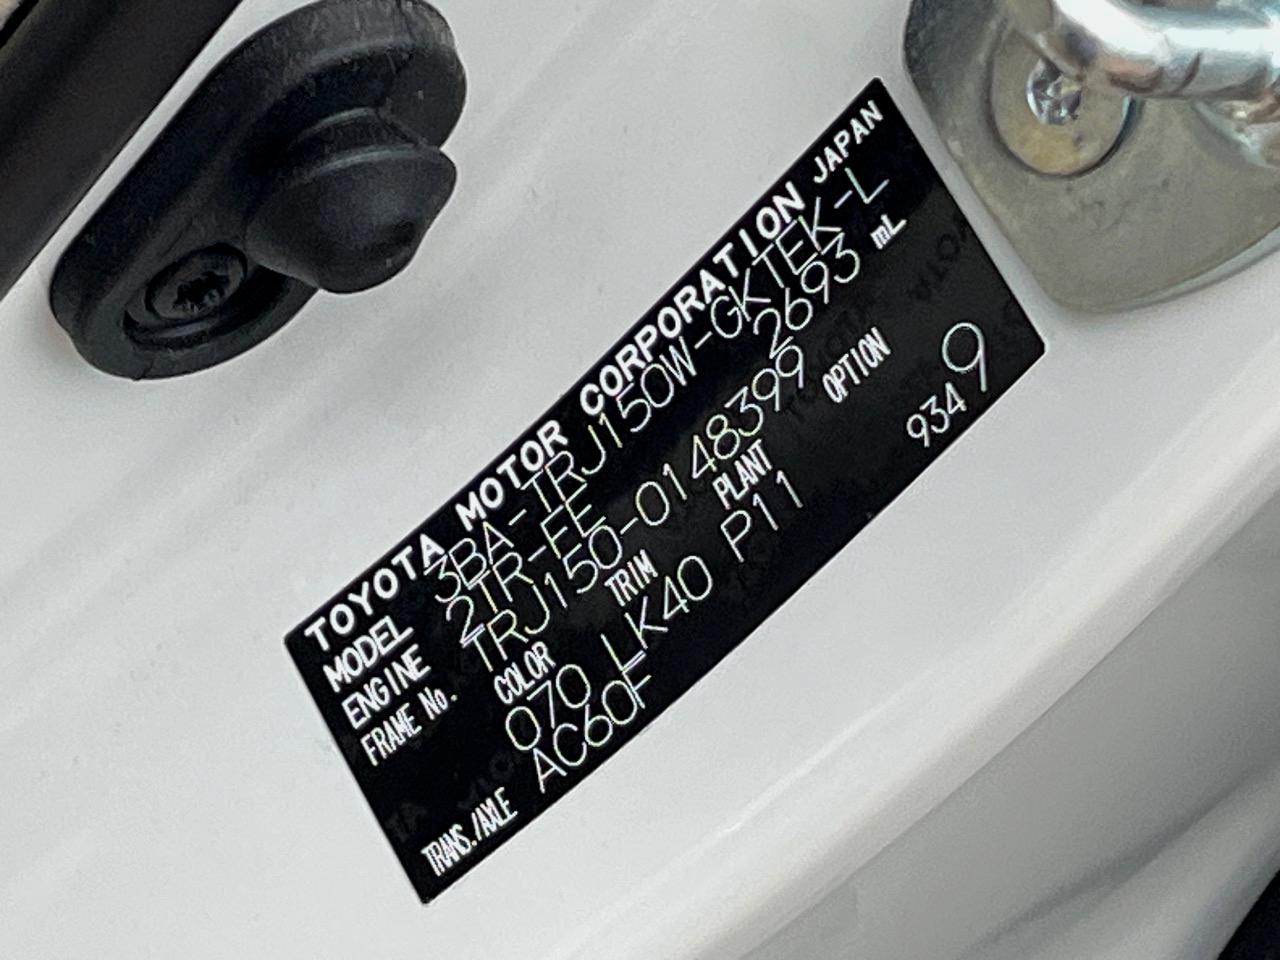 TOYOTA MOTOR CORPORATION JAPAN
MODEL 3BA-TRJ150W-GKTEK-L
ENGINE 2TR-FE 2693 mL
FRAME No. TRJ150-0148399
COLOR TRIM PLANT OPTION
070 LK40 P11
TRANS./AXLE AC60F
9349